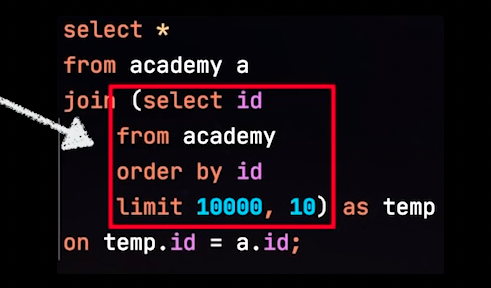 select *
from academy a
join (select id
from academy
order by id
limit 10000, 10) as temp
on temp.id = a.id;